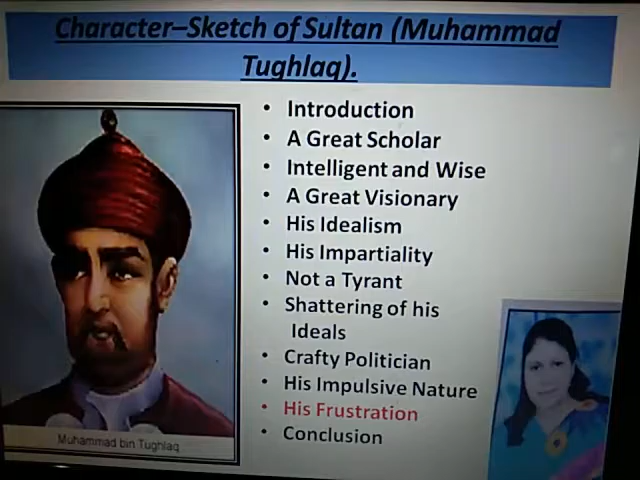 Character–Sketch of Sultan (Muhammad
Tughlaq).
• Introduction
• A Great Scholar
• Intelligent and Wise
• A Great Visionary
• His Idealism
• His Impartiality
• Not a Tyrant
• Shattering of his
Ideals
• Crafty Politician
• His Impulsive Nature
• His Frustration
• Conclusion
Muhammad bin Tughlaq